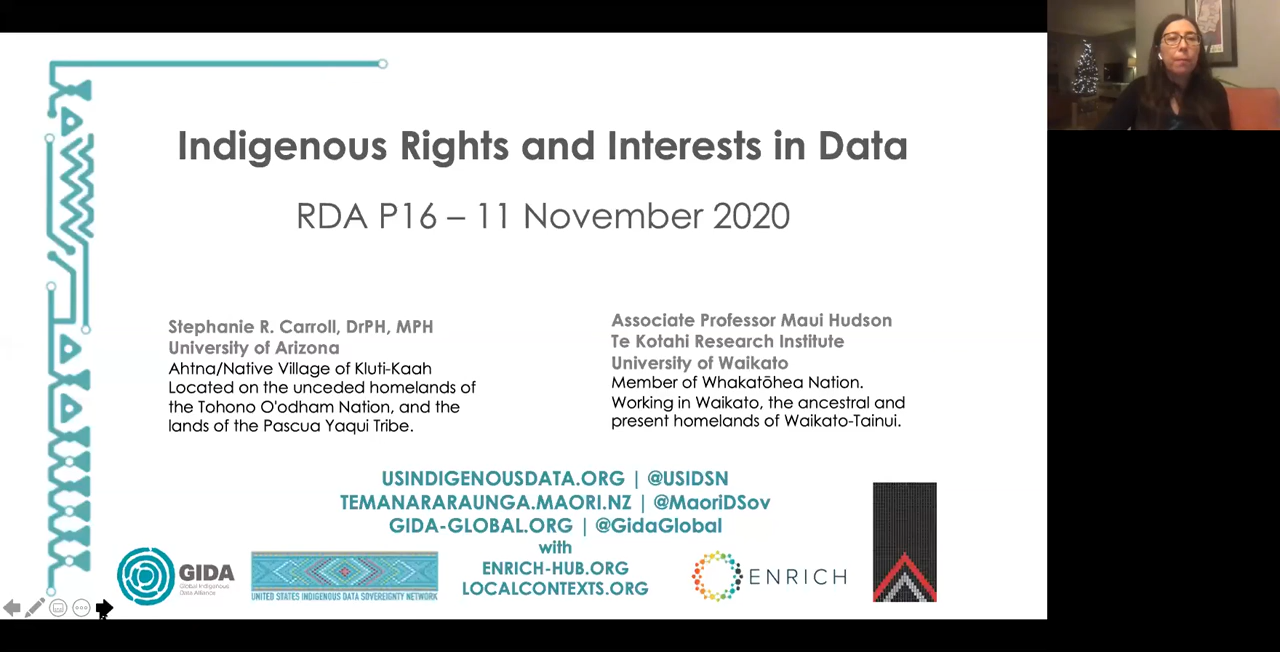 Indigenous Rights and Interests in Data
RDA P16 – 11 November 2020
Stephanie R. Carroll, DrPH, MPH
University of Arizona
Ahtna/Native Village of Kluti-Kaah
Located on the unceded homelands of
the Tohono O'odham Nation, and the
lands of the Pascua Yaqui Tribe.
Associate Professor Maui Hudson
Te Kotahi Research Institute
University of Waikato
Member of Whakatōhea Nation.
Working in Waikato, the ancestral and
present homelands of Waikato-Tainui.
USINDIGENOUSDATA.ORG | @USIDSN
TEMANARARAUNGA.MAORI.NZ | @MaoriDSov
GIDA-GLOBAL.ORG | @GidaGlobal
with
ENRICH-HUB.ORG
LOCALCONTEXTS.ORG
GIDA
Global Indigenous
Data Alliance
UNITED STATES INDIGENOUS DATA SOVEREIGNTY NETWORK
ENRICH